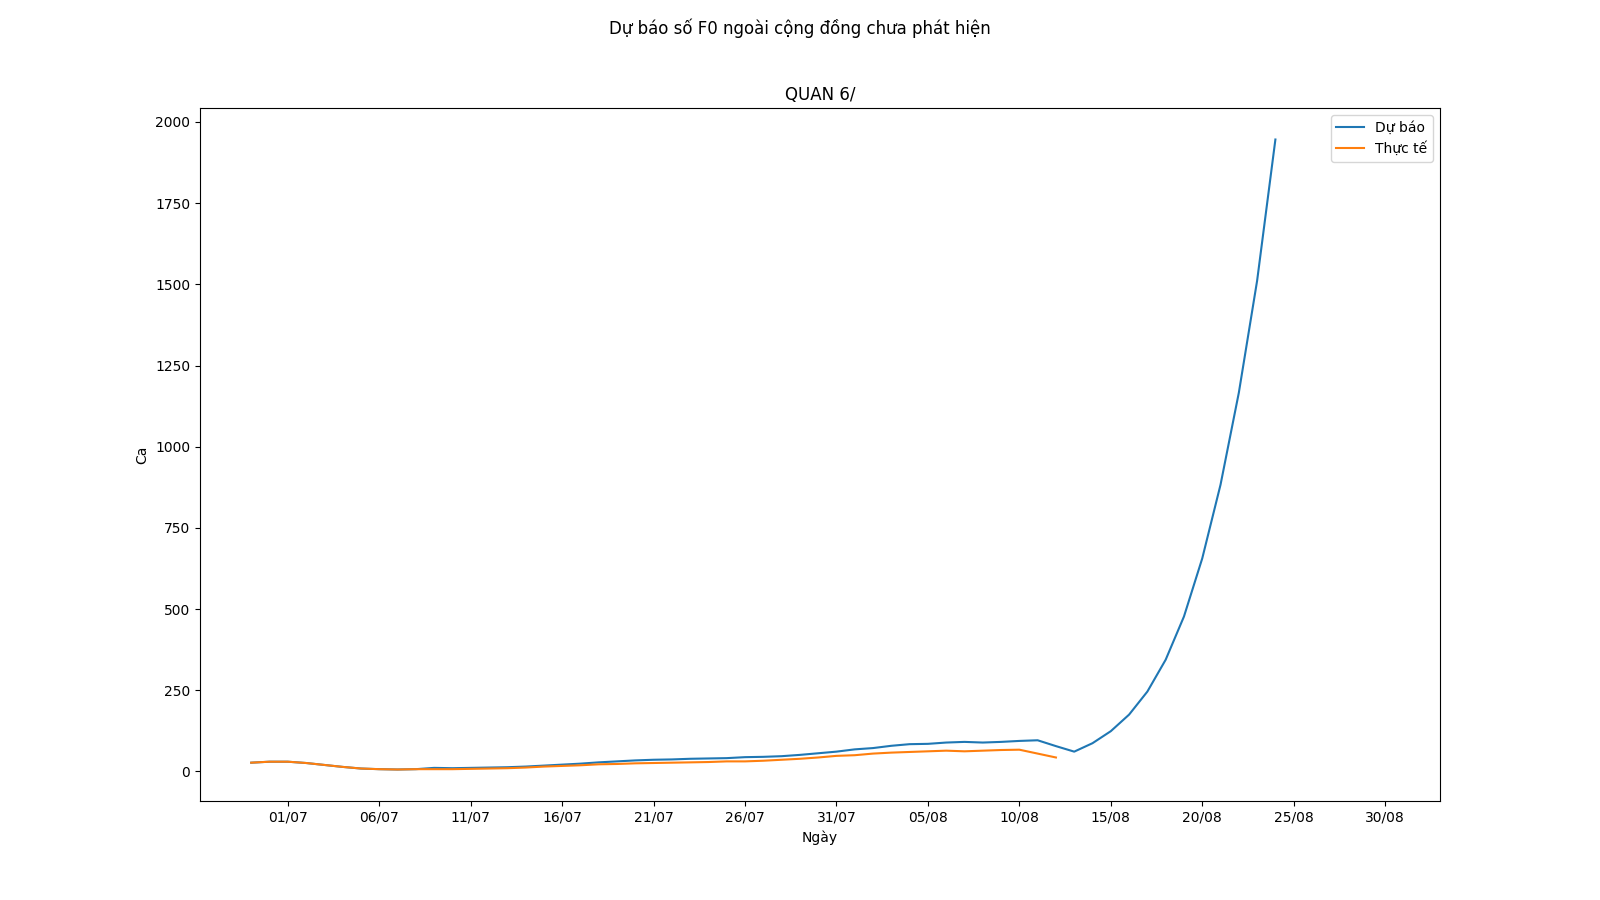 Dự báo số F0 ngoài cộng đồng chưa phát hiện
QUAN 6/
Dự báo
Thực tế
2000
1750
1500
1250
1000
750
500
250
0
Ca
01/07 06/07 11/07 16/07 21/07 26/07 31/07 05/08 10/08 15/08 20/08 25/08 30/08
Ngày